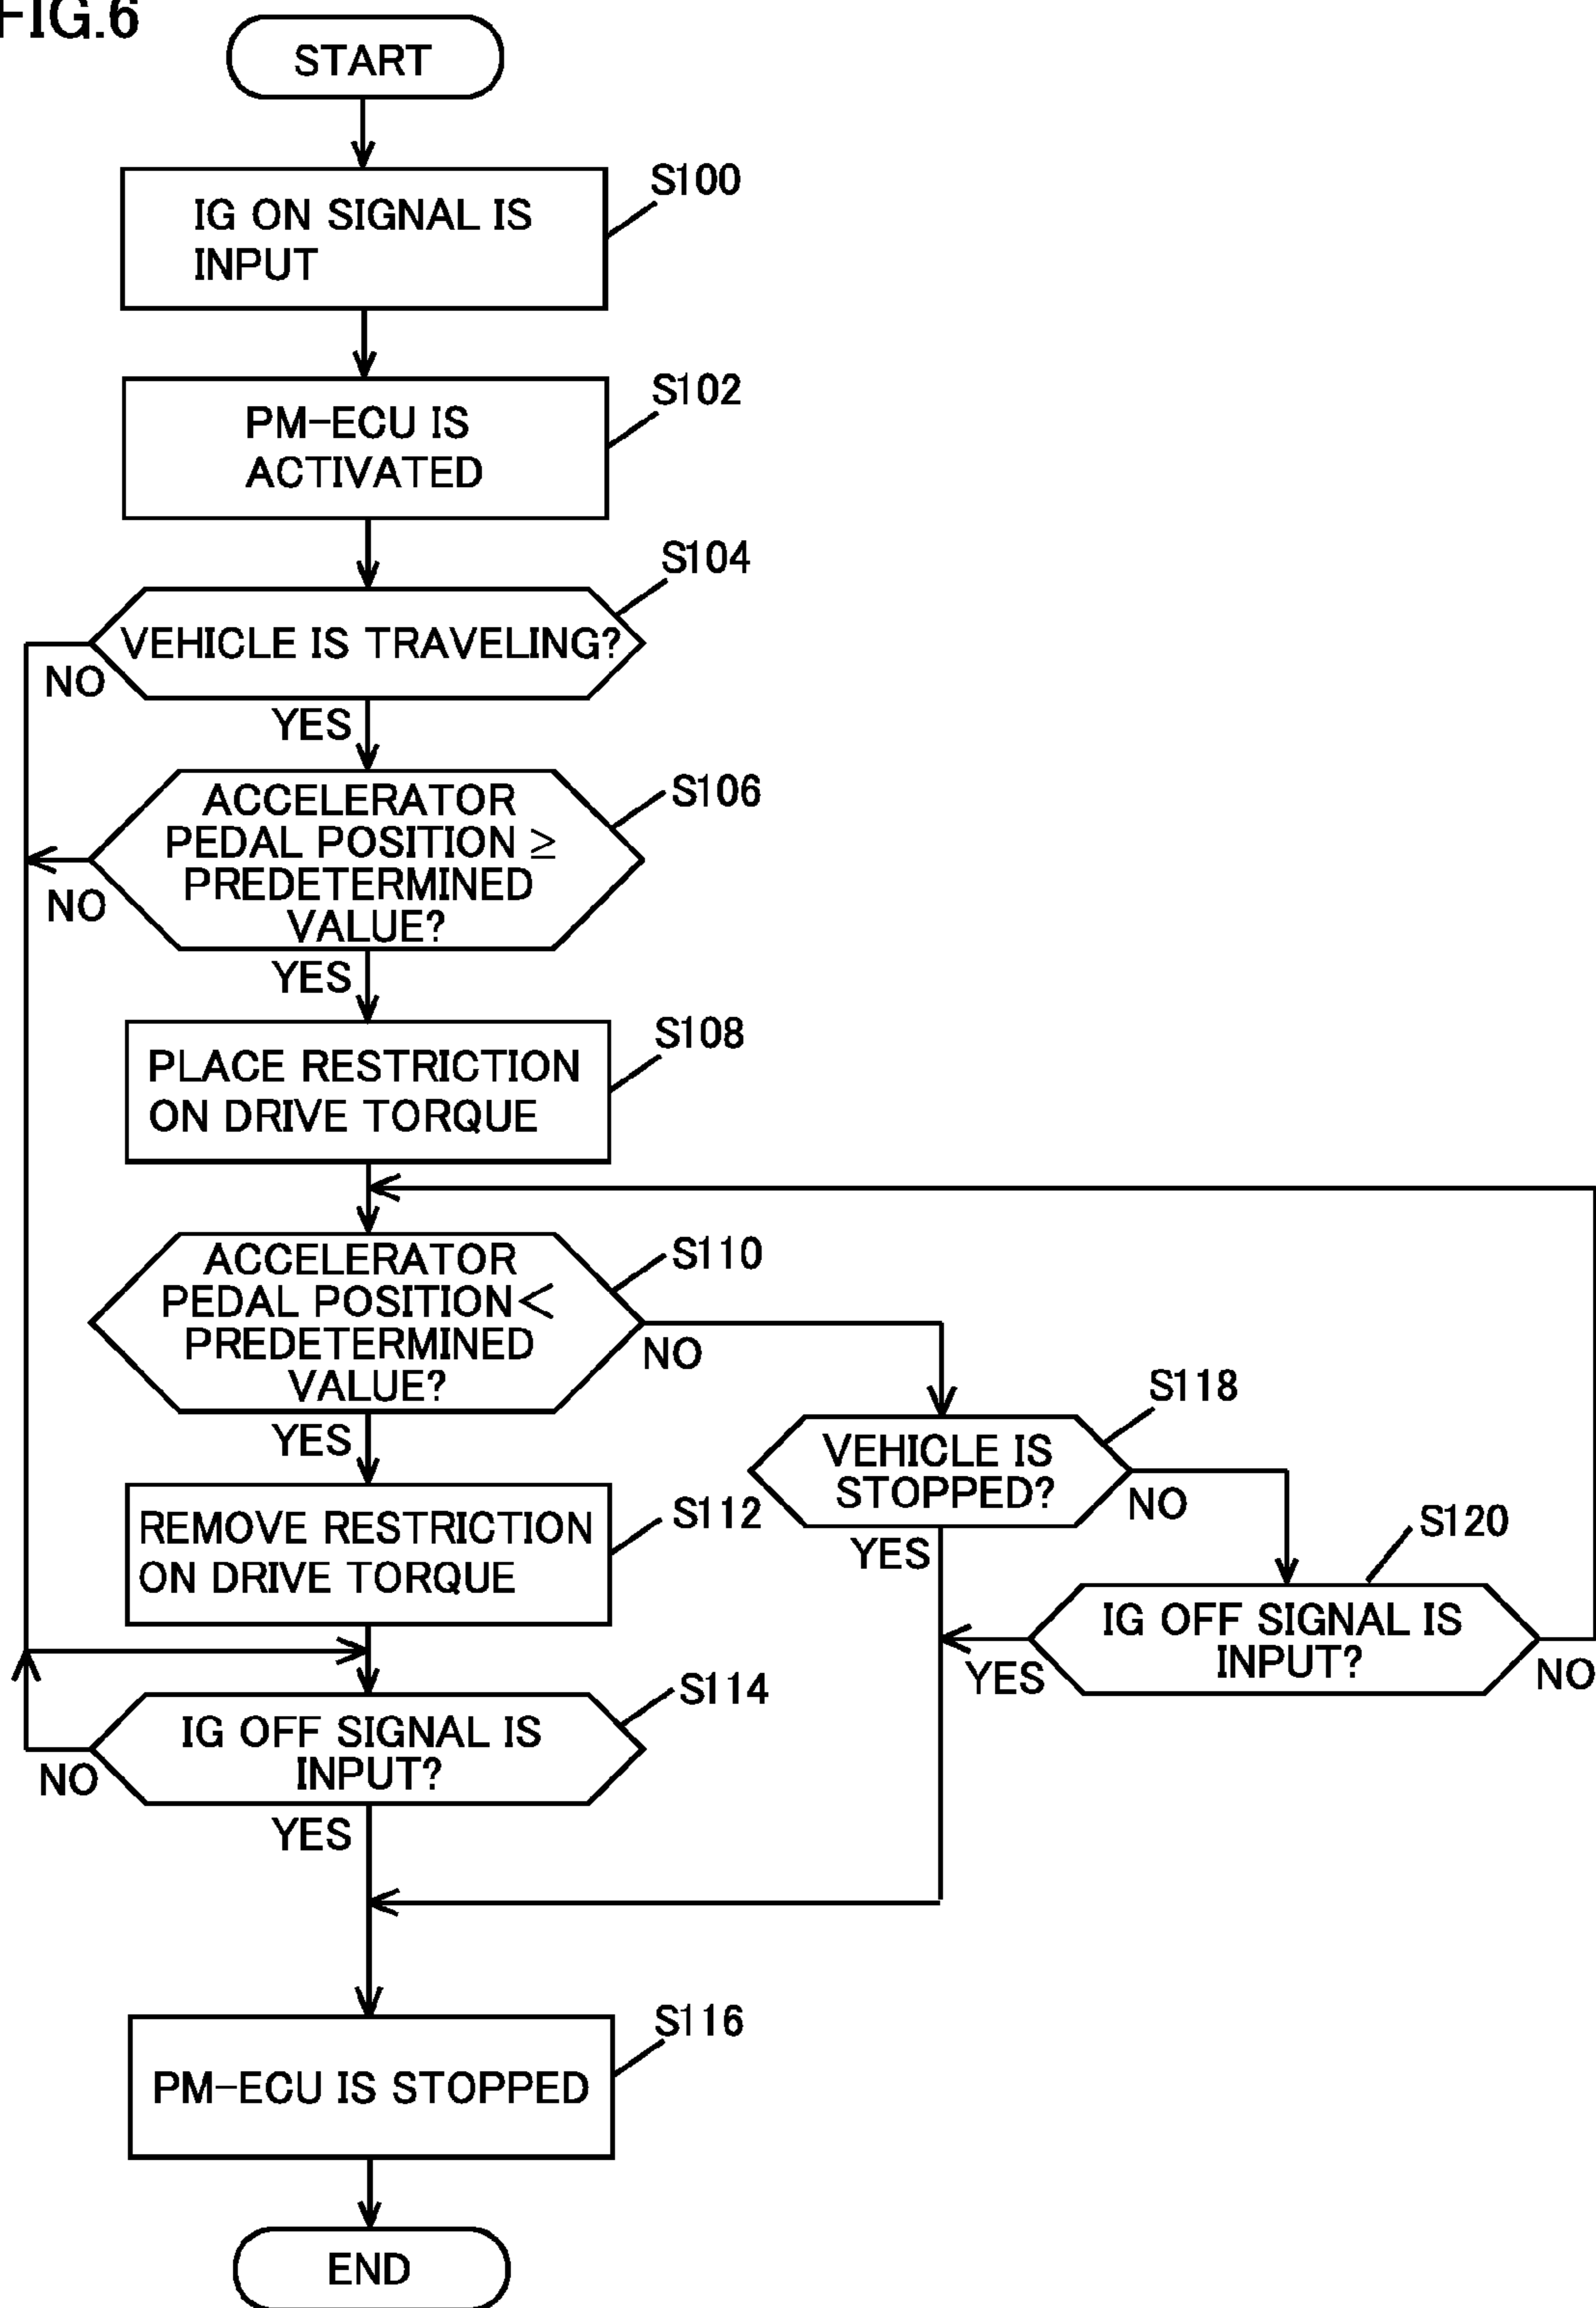 FIG.6
START
S100
IG ON SIGNAL IS
INPUT
S102
PM-ECU IS
ACTIVATED
S104
VEHICLE IS TRAVELING?
NO
YES
S106
ACCELERATOR
PEDAL POSITION ≥
PREDETERMINED
VALUE?
NO
YES
S108
PLACE RESTRICTION
ON DRIVE TORQUE
S110
ACCELERATOR
PEDAL POSITION <
PREDETERMINED
VALUE?
NO
YES
S118
VEHICLE IS
STOPPED?
NO
YES
S112
REMOVE RESTRICTION
ON DRIVE TORQUE
S120
IG OFF SIGNAL IS
INPUT?
YES
NO
S114
IG OFF SIGNAL IS
INPUT?
NO
YES
S116
PM-ECU IS STOPPED
END